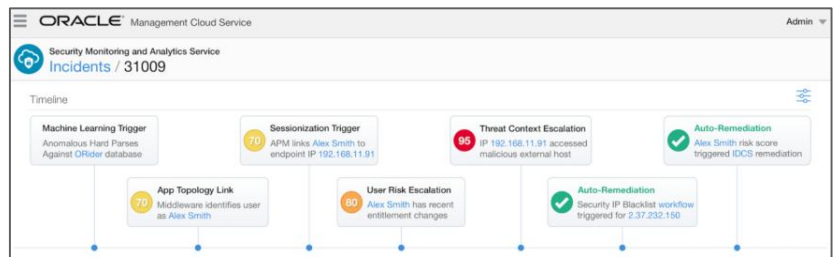 ORACLE® Management Cloud Service
Admin
Security Monitoring and Analytics Service
Incidents / 31009
Timeline
Machine Learning Trigger
Anomalous Hard Parses
Against ORider database
70
App Topology Link
Middleware identifies user
as Alex Smith
70
Sessionization Trigger
APM links Alex Smith to
endpoint IP 192.168.11.91
80
User Risk Escalation
Alex Smith has recent
entitlement changes
95
Threat Context Escalation
IP 192.168.11.91 accessed
malicious external host
Auto-Remediation
Security IP Blacklist workflow
triggered for 2.37.232.150
Auto-Remediation
Alex Smith risk score
triggered IDCS remediation